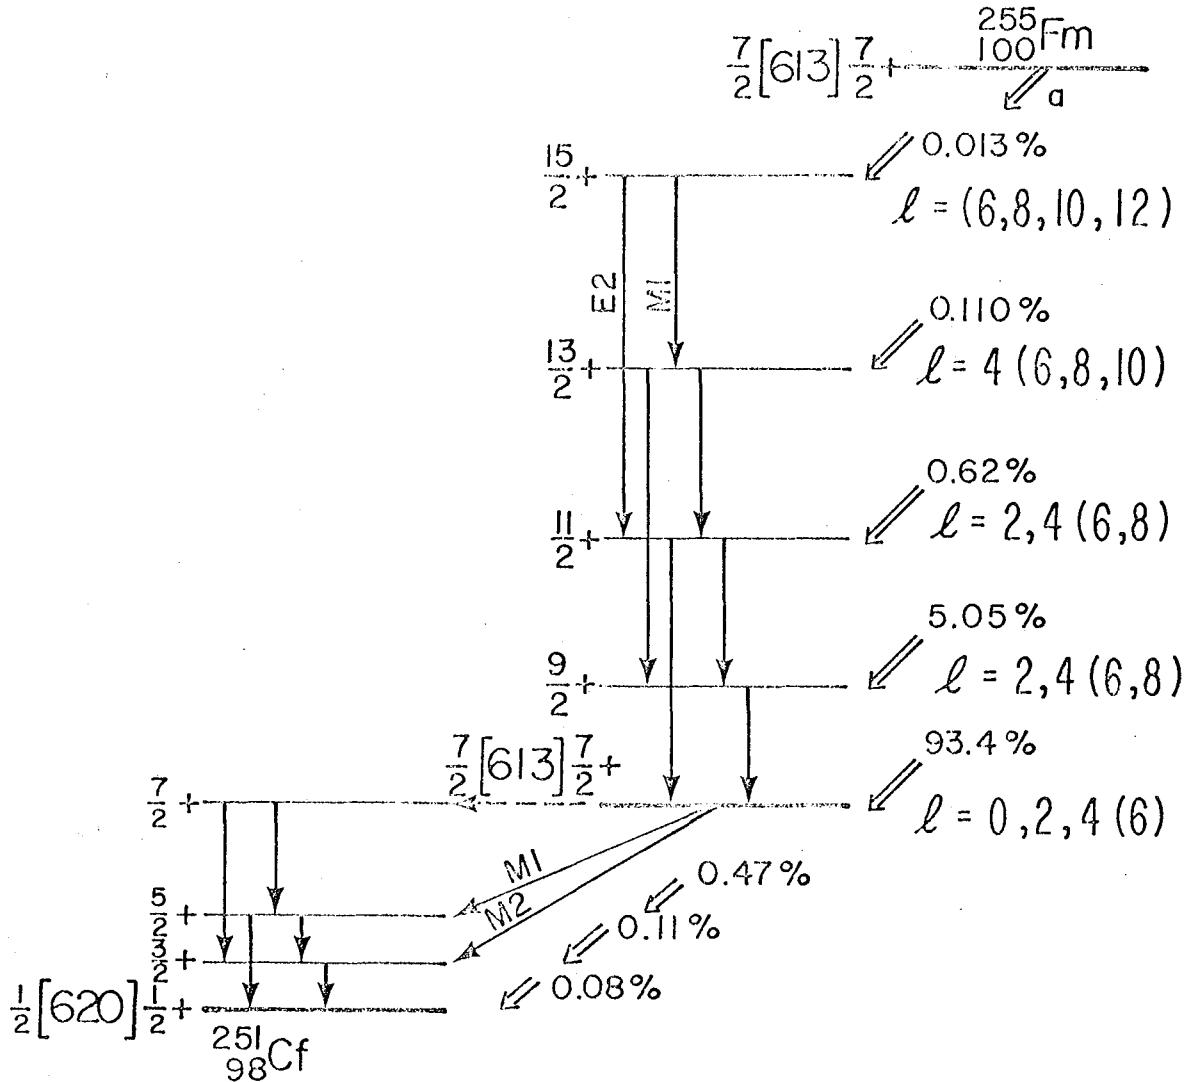 7/2 [613] 7/2 + 255 100 Fm
a
15/2 + 0.013%
ℓ = (6,8,10,12)
E2 M1
0.110%
13/2 + ℓ = 4 (6,8,10)
0.62%
11/2 + ℓ = 2,4 (6,8)
5.05%
9/2 + ℓ = 2,4 (6,8)
93.4%
7/2 [613] 7/2 +
7/2 + ℓ = 0,2,4 (6)
M1 0.47%
5/2 + M2 0.11%
3/2 +
0.08%
1/2 [620] 1/2 +
251 98 Cf